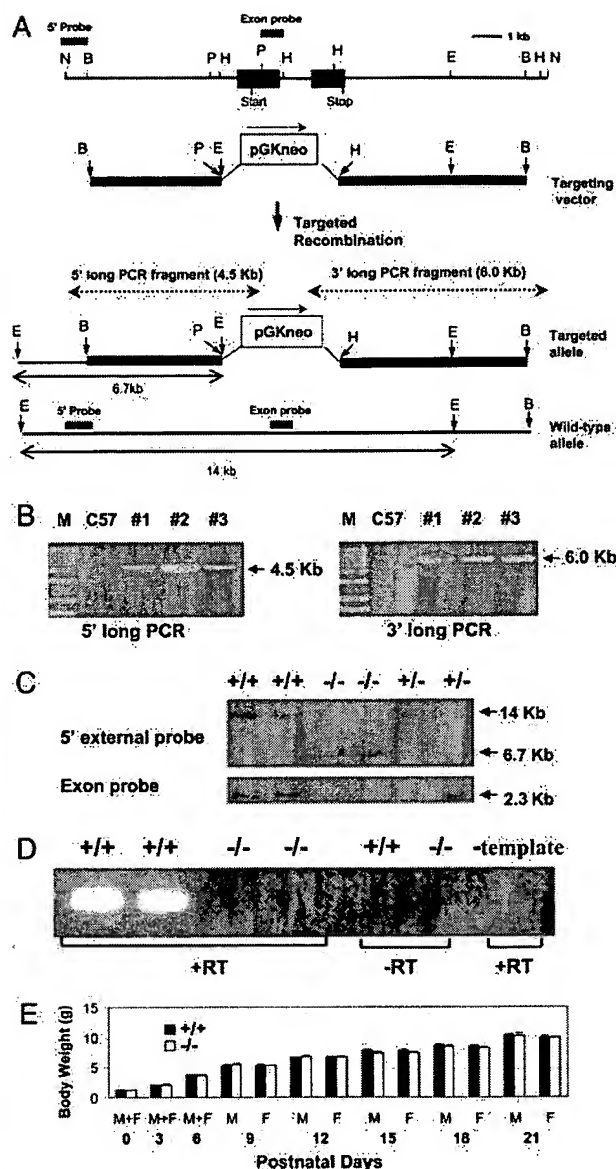 A
5' Probe
Exon probe
1 kb
N B P H P H H E B H N
Start
Stop
B P E pGKneo H E B
Targeting vector
Targeted Recombination
5' long PCR fragment (4.5 Kb)
3' long PCR fragment (6.0 Kb)
E B P E pGKneo H E B
Targeted allele
6.7kb
E 5' Probe Exon probe E B
Wild-type allele
14 kb
B
M C57 #1 #2 #3
4.5 Kb
5' long PCR
M C57 #1 #2 #3
6.0 Kb
3' long PCR
C
+/+ +/+ -/- -/- +/- +/-
5' external probe
14 Kb
6.7 Kb
Exon probe
2.3 Kb
D
+/+ +/+ -/- -/- +/+ -/- -template
+RT -RT +RT
E
Body Weight (g)
15
10
5
0
+/+
-/-
M+F M+F M+F M F M F M F M F M F
0 3 6 9 12 15 18 21
Postnatal Days